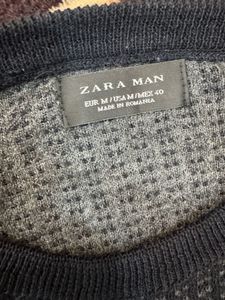 ZARA MAN
EUR M / USA M / MEX 40
MADE IN ROMANIA